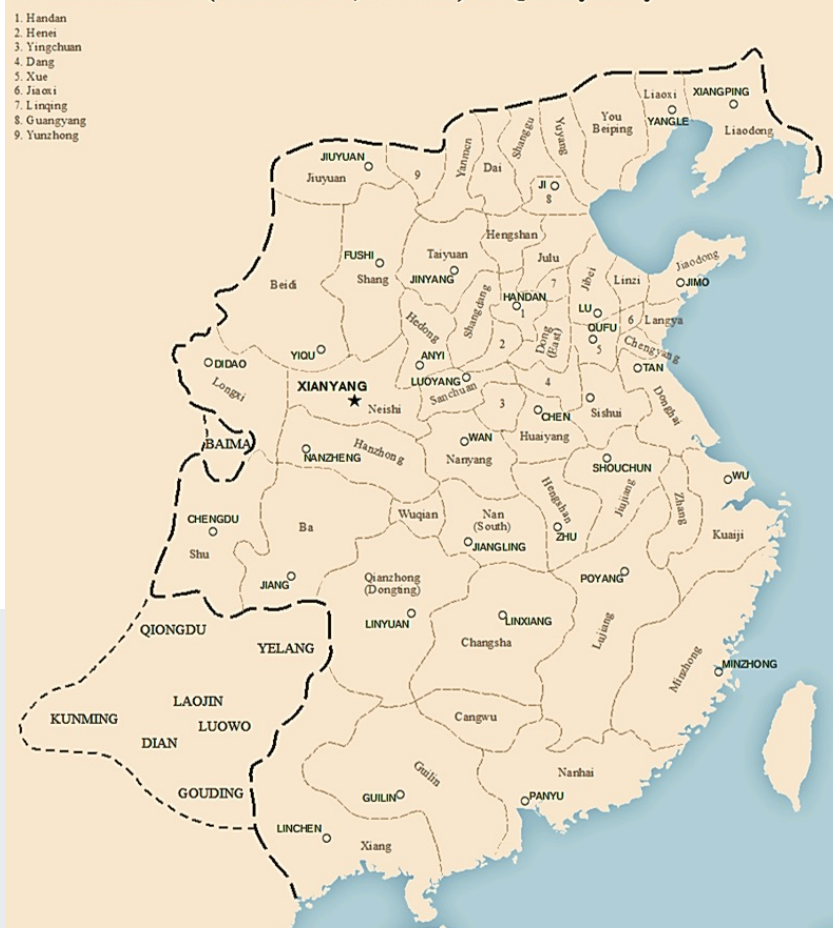 1. Handan
2. Henei
3. Yingchuan
4. Dang
5. Xue
6. Jiaoxi
7. Linqing
8. Guangyang
9. Yunzhong
XIANGPING
Liaoxi
YANGLE
Liaodong
You
Beiping
Yuyang
Shanggu
Dai
Yanmen
JIUYUAN
Jiuyuan
9
JI
8
Hengshan
FUSHI
Shang
Taiyuan
JINYANG
Julu
7
Jibei
Linzi
Jiaodong
JIMO
Beidi
HANDAN
1
Shangdang
Hedong
LU
QUFU
5
6
Langya
Chengyang
2
Dong
(East)
DIDAO
Longxi
YIQU
ANYI
LUOYANG
Sanchuan
TAN
XIANYANG
Neishi
3
4
CHEN
Huaiyang
Sishui
Donghai
BAIMA
NANZHENG
Hanzhong
WAN
Nanyang
SHOUCHUN
Hengshan
Jiujiang
Zhang
WU
Kuaiji
CHENGDU
Shu
Ba
Wuqian
Nan
(South)
JIANGLING
ZHU
JIANG
Qianzhong
(Dongting)
POYANG
LINYUAN
LINXIANG
Changsha
Lujiang
QIONGDU
YELANG
Minzhong
MINZHONG
LAOJIN
KUNMING
LUOWO
DIAN
Cangwu
GOUDING
Guilin
GUILIN
Nanhai
PANYU
LINCHEN
Xiang